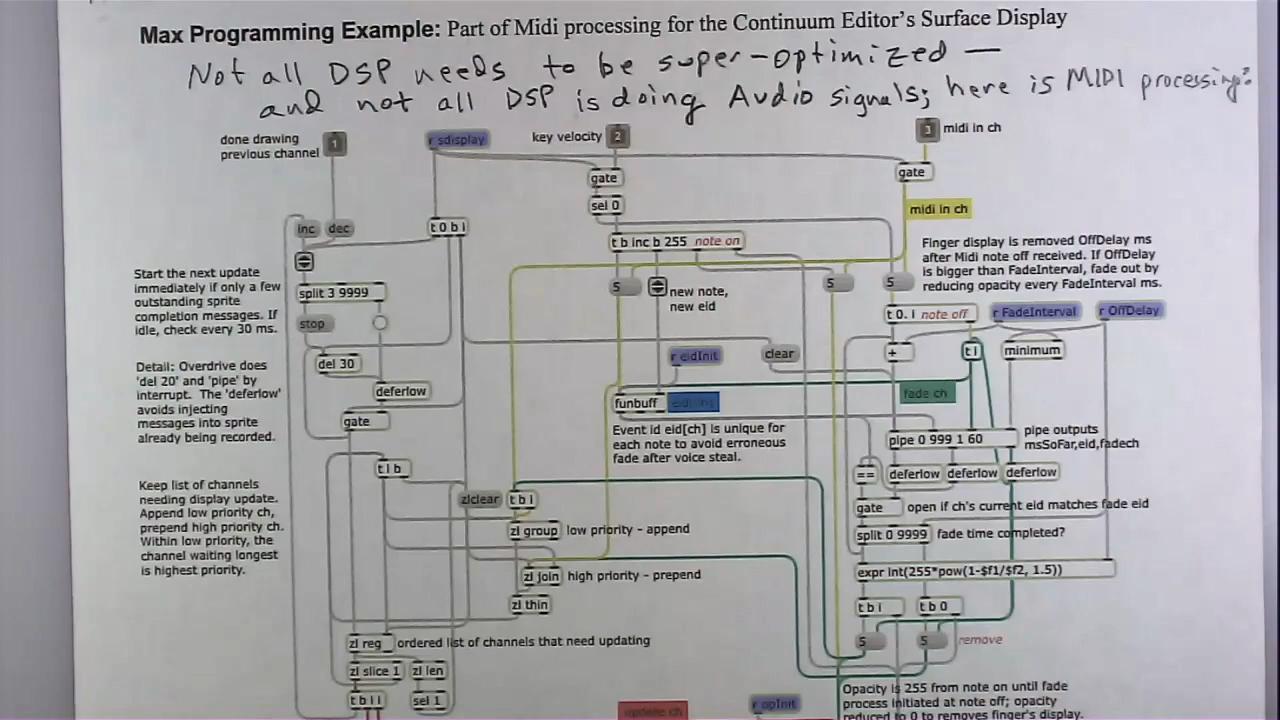 Max Programming Example: Part of Midi processing for the Continuum Editor's Surface Display
Not all DSP needs to be super-optimized —
and not all DSP is doing Audio signals; here is MIDI processing:
done drawing
previous channel
1
r sdisplay
key velocity
2
3
midi in ch
gate
gate
sel 0
inc
dec
t 0 b i
midi in ch
t b inc b 255
note on
Finger display is removed OffDelay ms
after Midi note off received. If OffDelay
is bigger than FadeInterval, fade out by
reducing opacity every FadeInterval ms.
Start the next update
immediately if only a few
outstanding sprite
completion messages. If
idle, check every 30 ms.
split 3 9999
s
new note,
new eid
s
s
stop
t 0. i
note off
r FadeInterval
r OffDelay
r eidInit
clear
+
t i
minimum
Detail: Overdrive does
'del 20' and 'pipe' by
interrupt. The 'deferlow'
avoids injecting
messages into sprite
already being recorded.
del 30
deferlow
funbuff
fade ch
gate
Event id eid[ch] is unique for
each note to avoid erroneous
fade after voice steal.
pipe 0 999 1 60
pipe outputs
msSoFar,eid,fadech
t i b
==
deferlow
deferlow
deferlow
Keep list of channels
needing display update.
Append low priority ch,
prepend high priority ch.
Within low priority, the
channel waiting longest
is highest priority.
zlclear
t b i
gate
open if ch's current eid matches fade eid
zl group
low priority - append
split 0 9999
fade time completed?
zl join
high priority - prepend
expr int(255*pow(1-$f1/$f2, 1.5))
zl thin
t b i
t b 0
zl reg
ordered list of channels that need updating
s
s
remove
zl slice 1
zl len
t b i i
sel 1
update ch
r opInit
Opacity is 255 from note on until fade
process initiated at note off; opacity
reduced to 0 to removes finger's display.